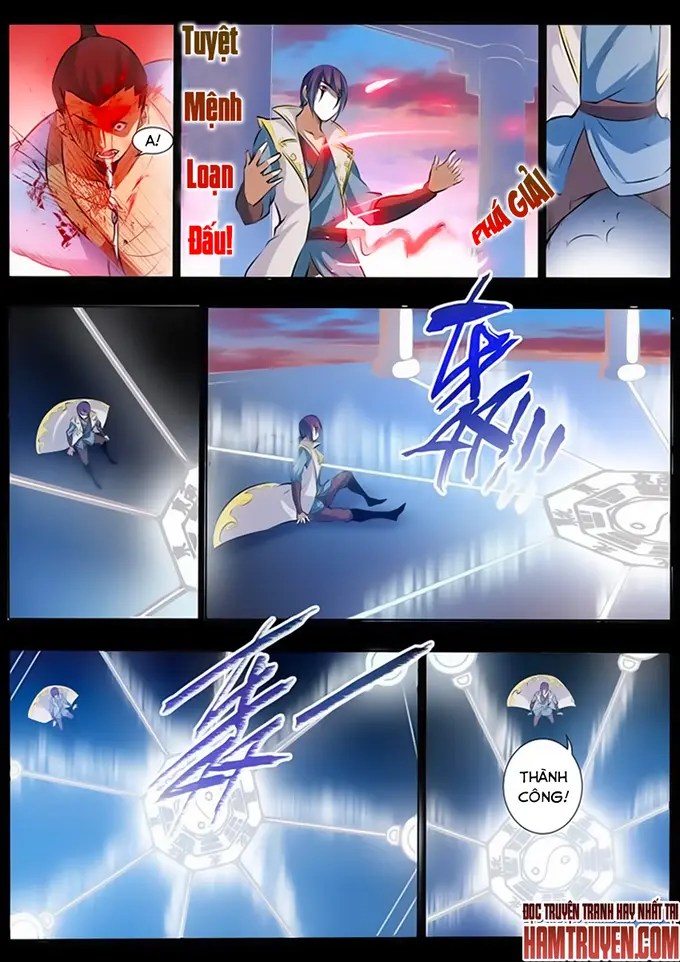 A!
Tuyệt
Mệnh
Loạn
Đấu!
PHÁ GIẢI
THÀNH
CÔNG!
ĐỌC TRUYỆN TRANH HAY NHẤT TẠI
HAMTRUYEN.COM